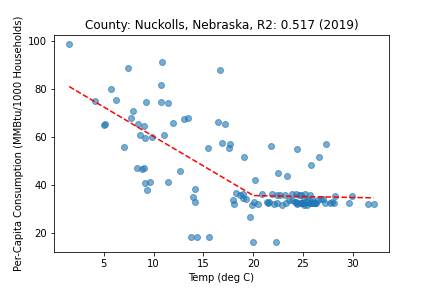 County: Nuckolls, Nebraska, R2: 0.517 (2019)
Per-Capita Consumption (MMBtu/1000 Households)
100
80
60
40
20
5 10 15 20 25 30
Temp (deg C)